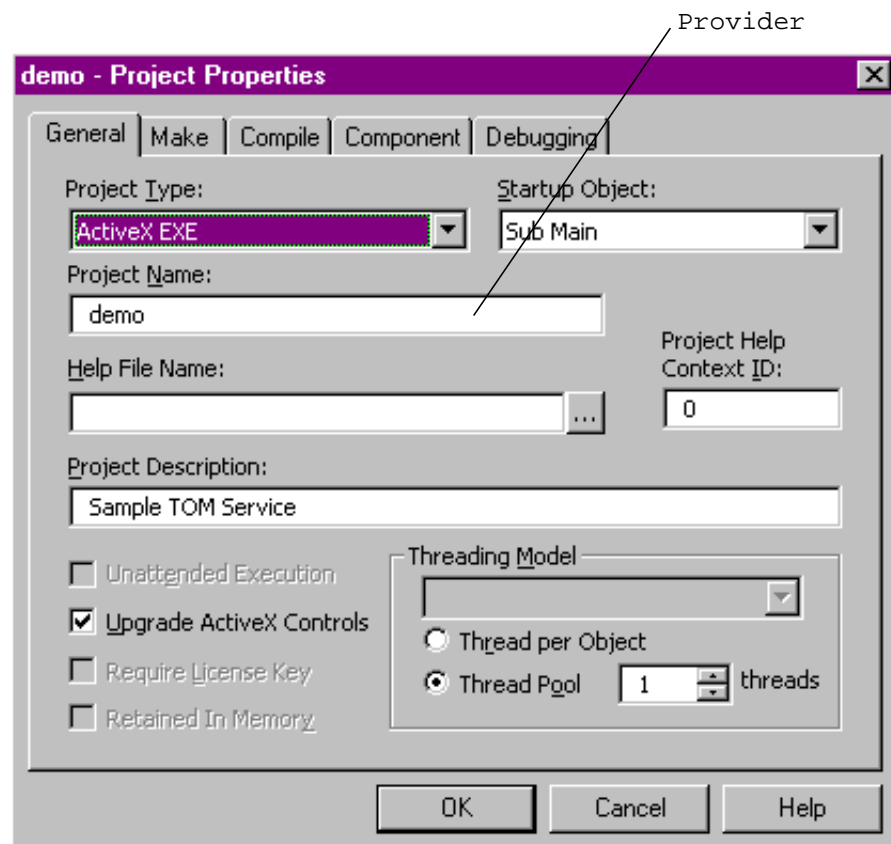 Provider
demo - Project Properties
General Make Compile Component Debugging
Project Type: Startup Object:
ActiveX EXE Sub Main
Project Name:
demo
Project Help
Help File Name: Context ID:
... 0
Project Description:
Sample TOM Service
Threading Model
Unattended Execution
Upgrade ActiveX Controls
Thread per Object
Require License Key
Thread Pool 1 threads
Retained In Memory
OK Cancel Help